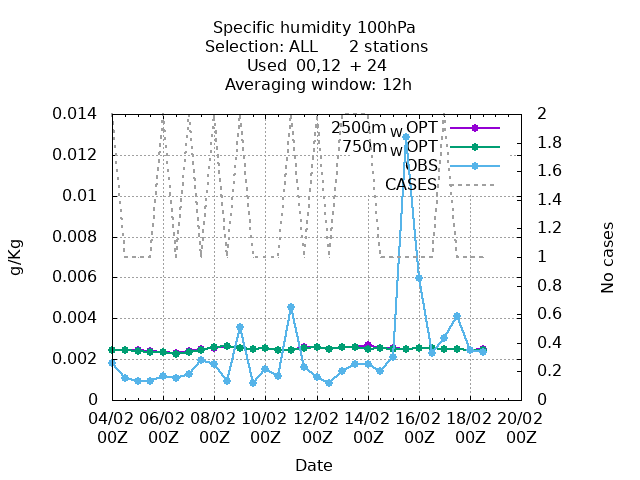 Specific humidity 100hPa
Selection: ALL 2 stations
Used 00,12 + 24
Averaging window: 12h
2500m w OPT
750m w OPT
OBS
CASES
0.014
0.012
0.01
0.008
0.006
0.004
0.002
0
2
1.8
1.6
1.4
1.2
1
0.8
0.6
0.4
0.2
0
g/Kg
No cases
04/02 06/02 08/02 10/02 12/02 14/02 16/02 18/02 20/02
00Z 00Z 00Z 00Z 00Z 00Z 00Z 00Z 00Z
Date